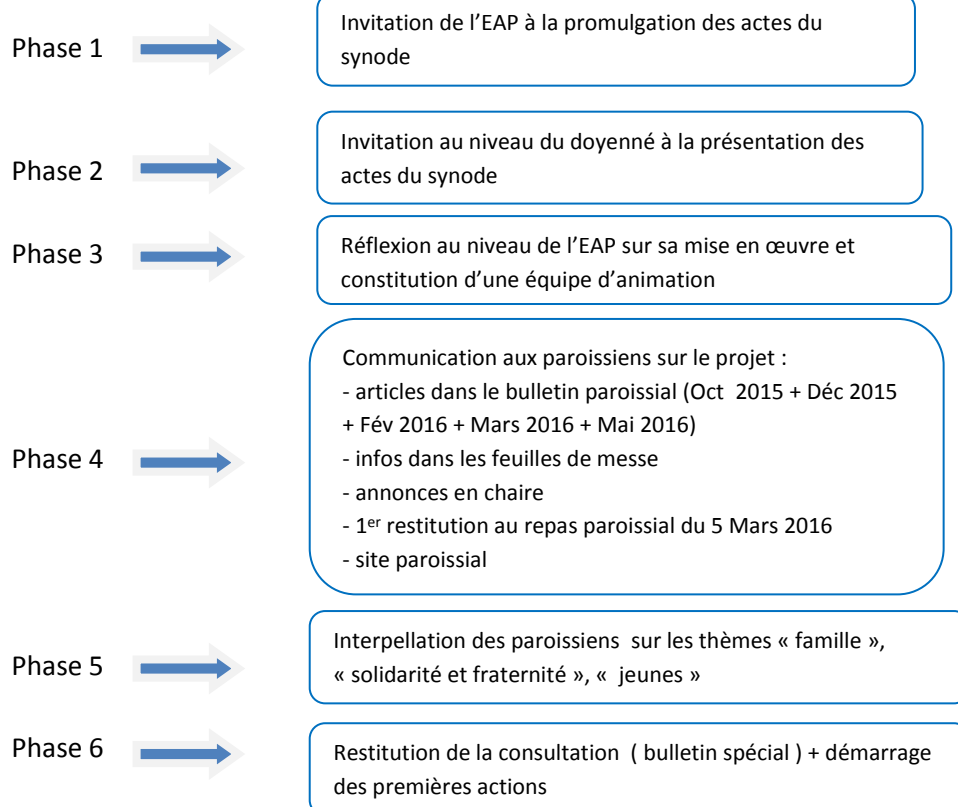 Phase 1
Invitation de l’EAP à la promulgation des actes du
synode
Phase 2
Invitation au niveau du doyenné à la présentation des
actes du synode
Phase 3
Réflexion au niveau de l’EAP sur sa mise en œuvre et
constitution d’une équipe d’animation
Phase 4
Communication aux paroissiens sur le projet :
- articles dans le bulletin paroissial (Oct 2015 + Déc 2015
+ Fév 2016 + Mars 2016 + Mai 2016)
- infos dans les feuilles de messe
- annonces en chaire
- 1er restitution au repas paroissial du 5 Mars 2016
- site paroissial
Phase 5
Interpellation des paroissiens sur les thèmes « famille »,
« solidarité et fraternité », « jeunes »
Phase 6
Restitution de la consultation ( bulletin spécial ) + démarrage
des premières actions